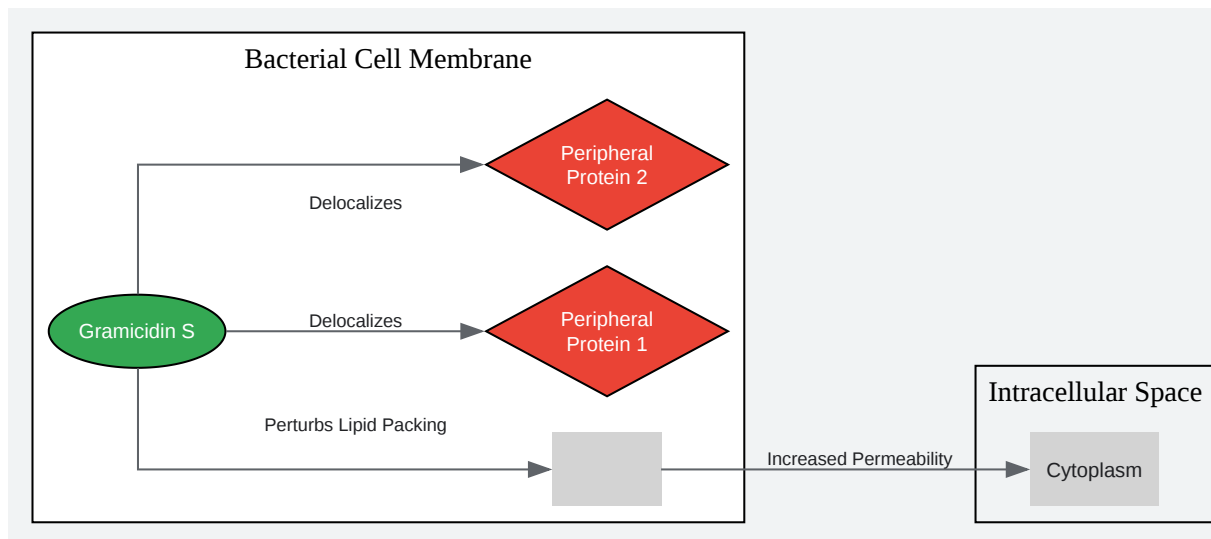 Bacterial Cell Membrane
Peripheral
Protein 2
Delocalizes
Gramicidin S
Delocalizes
Peripheral
Protein 1
Perturbs Lipid Packing
Increased Permeability
Intracellular Space
Cytoplasm